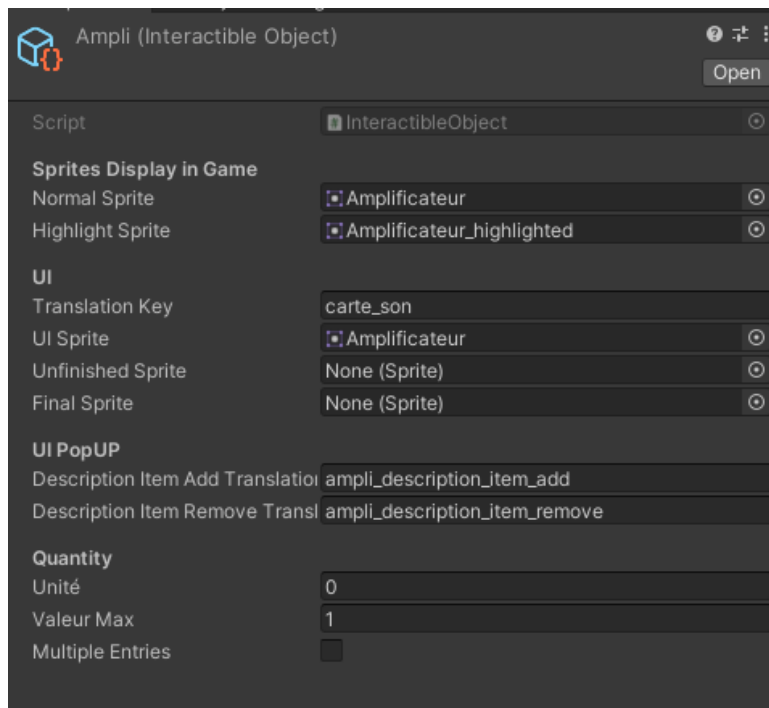 Ampli (Interactible Object)
Open
Script InteractibleObject
Sprites Display in Game
Normal Sprite Amplificateur
Highlight Sprite Amplificateur_highlighted
UI
Translation Key carte_son
UI Sprite Amplificateur
Unfinished Sprite None (Sprite)
Final Sprite None (Sprite)
UI PopUP
Description Item Add Translatio ampli_description_item_add
Description Item Remove Transl ampli_description_item_remove
Quantity
Unité 0
Valeur Max 1
Multiple Entries